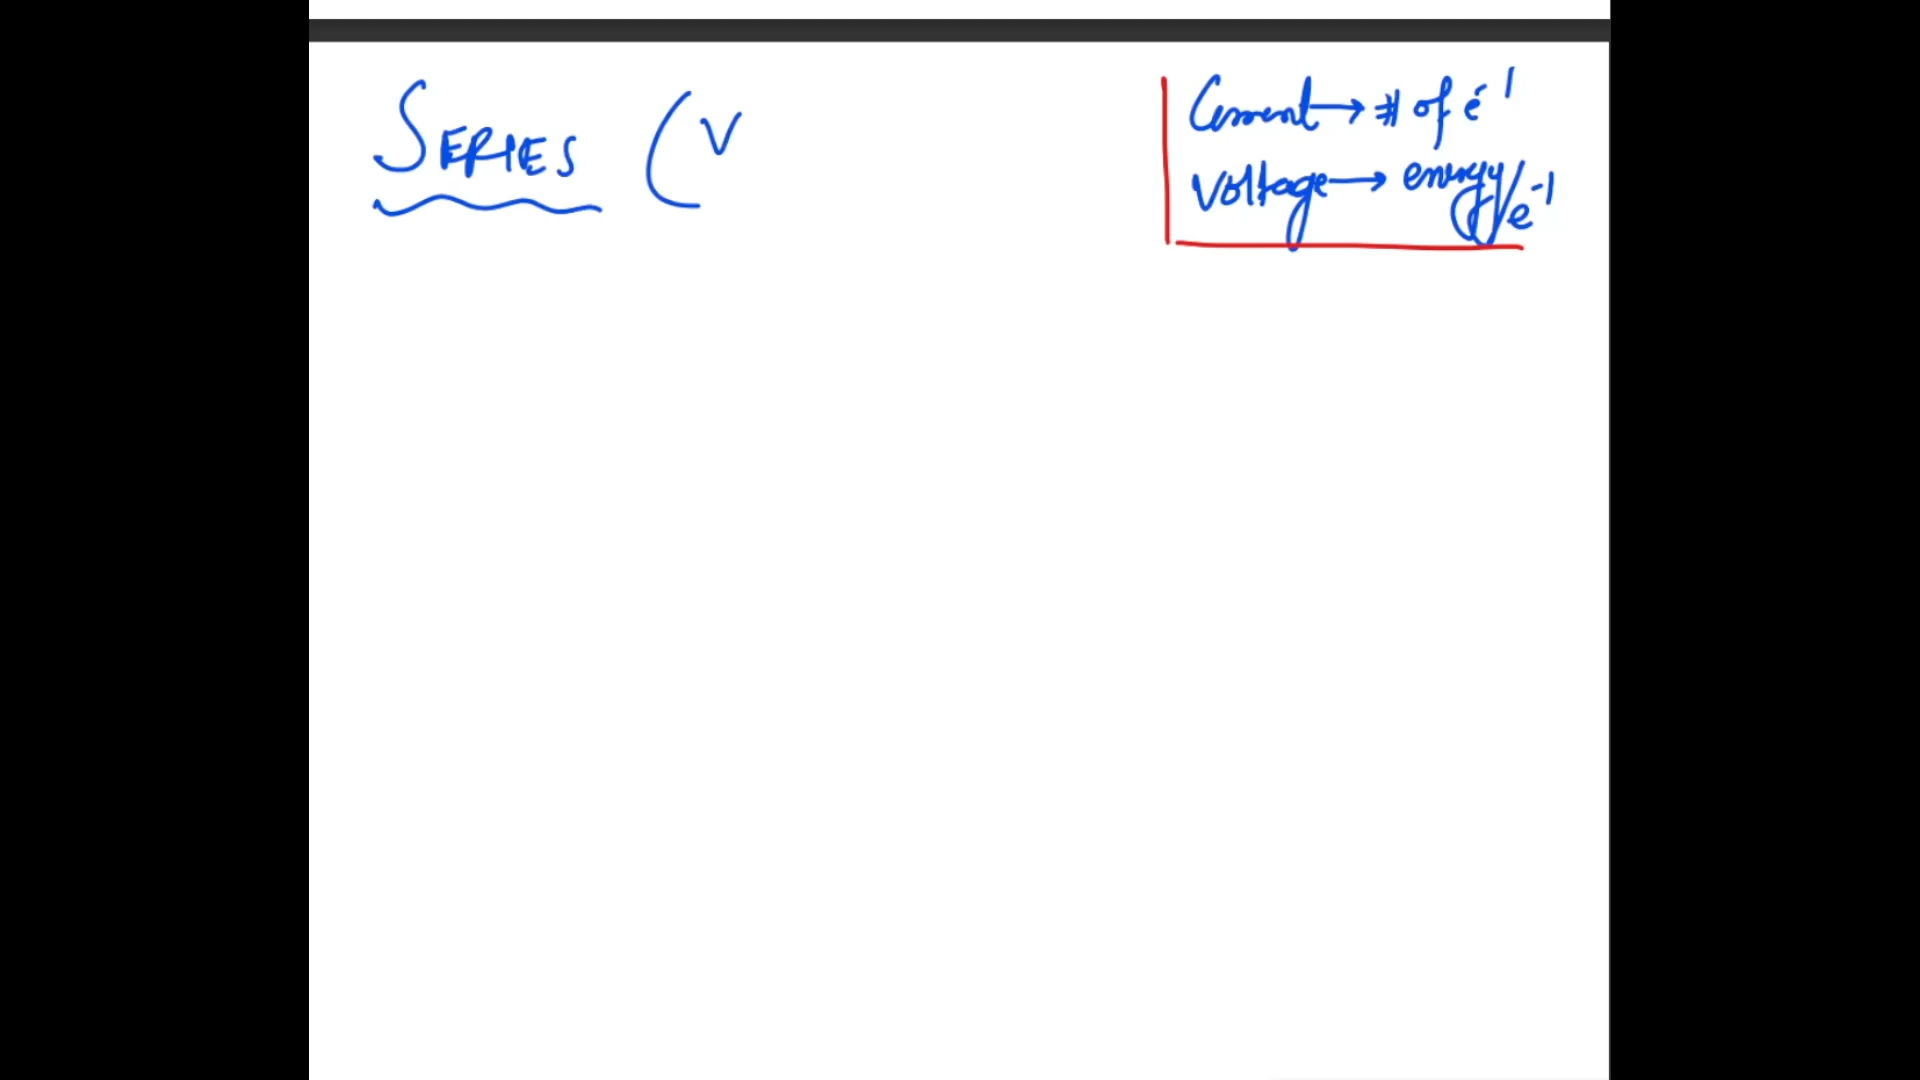 SERIES (V
Current → # of e⁻¹
Voltage → energy/e⁻¹